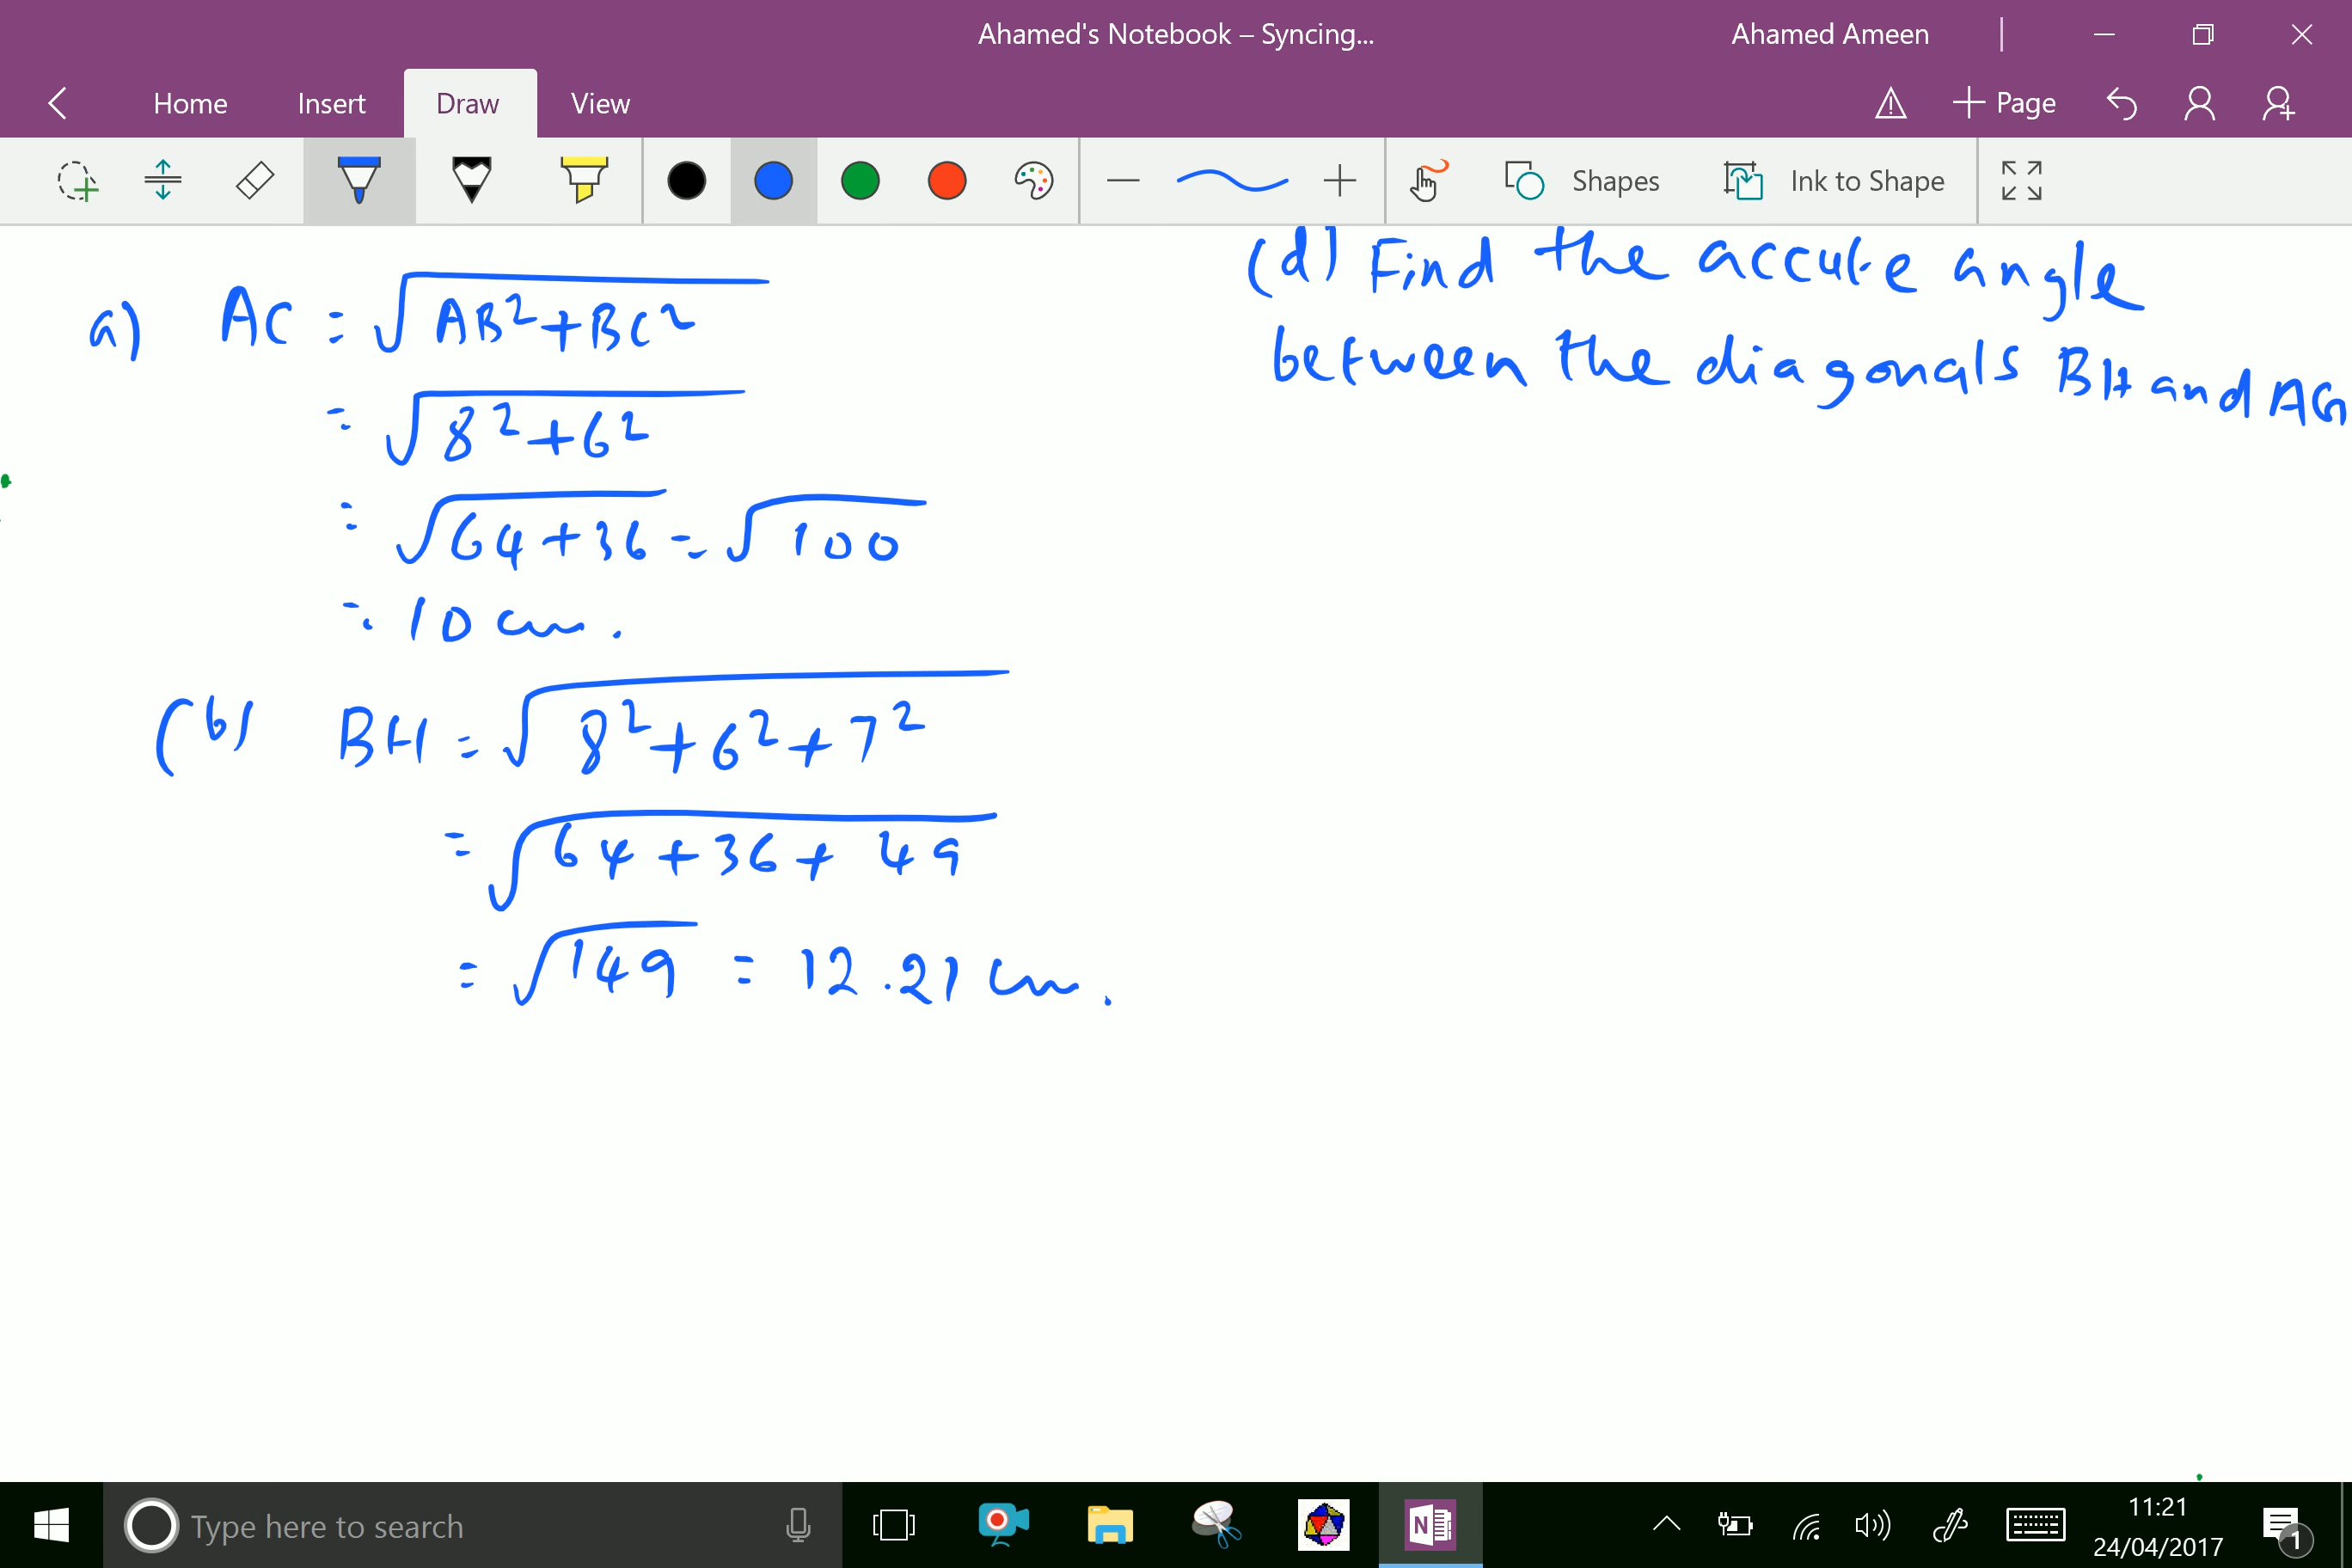 Ahamed's Notebook – Syncing...
Ahamed Ameen
Home Insert Draw View
Page
Shapes
Ink to Shape
a) AC = √AB²+BC²
= √8²+6²
= √64+36 = √100
= 10 cm.
(b) BH = √8²+6²+7²
= √64+36+49
= √149 = 12.21 cm.
(d) Find the accute angle
between the diagonals BH and AG
Type here to search
N
11:21
24/04/2017
1